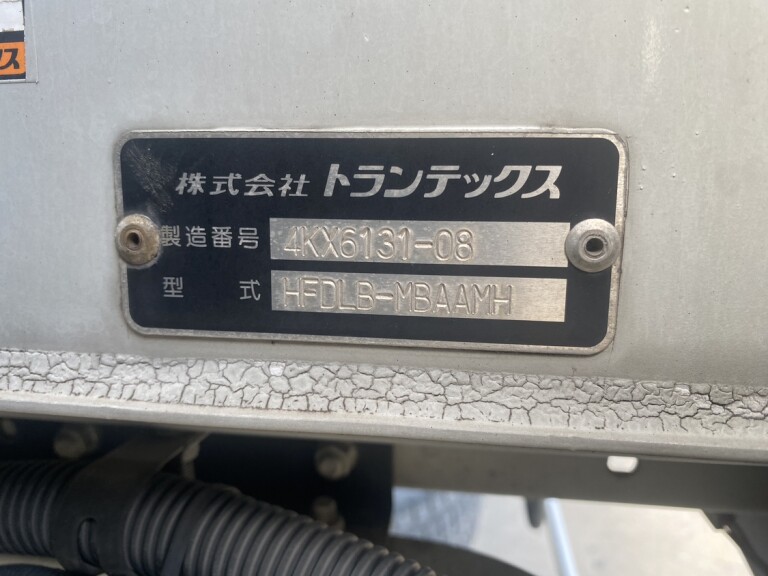 ス
株式会社 トランテックス
製造番号 4KX6131-08
型式 HFDLB-MBAAMH